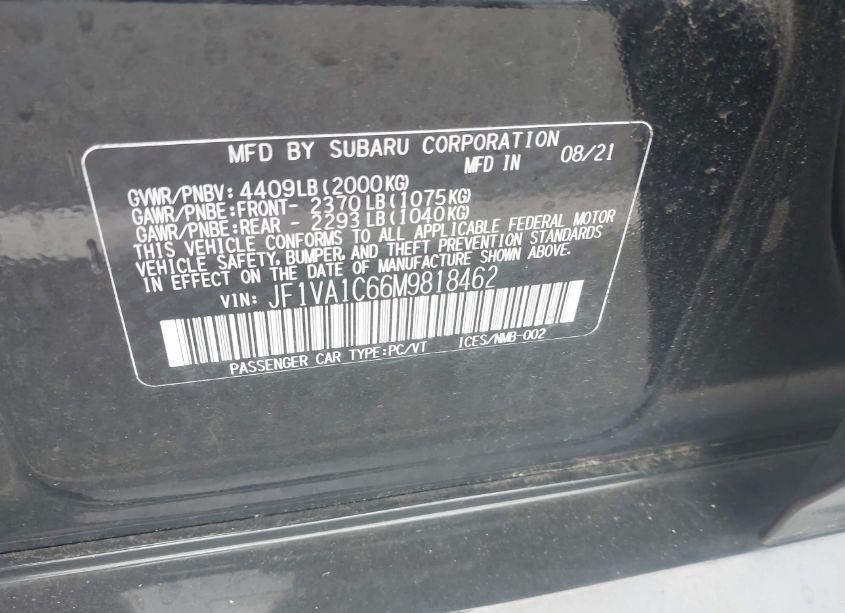 MFD BY SUBARU CORPORATION
MFD IN 08/21
GVWR/PNBV: 4409LB(2000KG)
GAWR/PNBE:FRONT- 2370LB(1075KG)
GAWR/PNBE:REAR - 2293LB(1040KG)
THIS VEHICLE CONFORMS TO ALL APPLICABLE FEDERAL MOTOR
VEHICLE SAFETY, BUMPER, AND THEFT PREVENTION STANDARDS
IN EFFECT ON THE DATE OF MANUFACTURE SHOWN ABOVE.
VIN: JF1VA1C66M9818462
PASSENGER CAR TYPE:PC/VT ICES/NMB-002